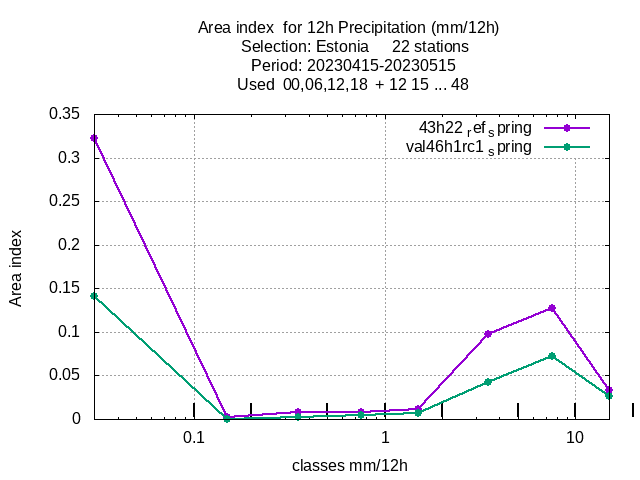 Area index  for 12h Precipitation (mm/12h)
Selection: Estonia     22 stations
Period: 20230415-20230515
Used  00,06,12,18  + 12 15 ... 48
43h22 ref spring
val46h1rc1 spring
0.35
0.3
0.25
0.2
0.15
0.1
0.05
0
Area index
0.1
1
10
classes mm/12h